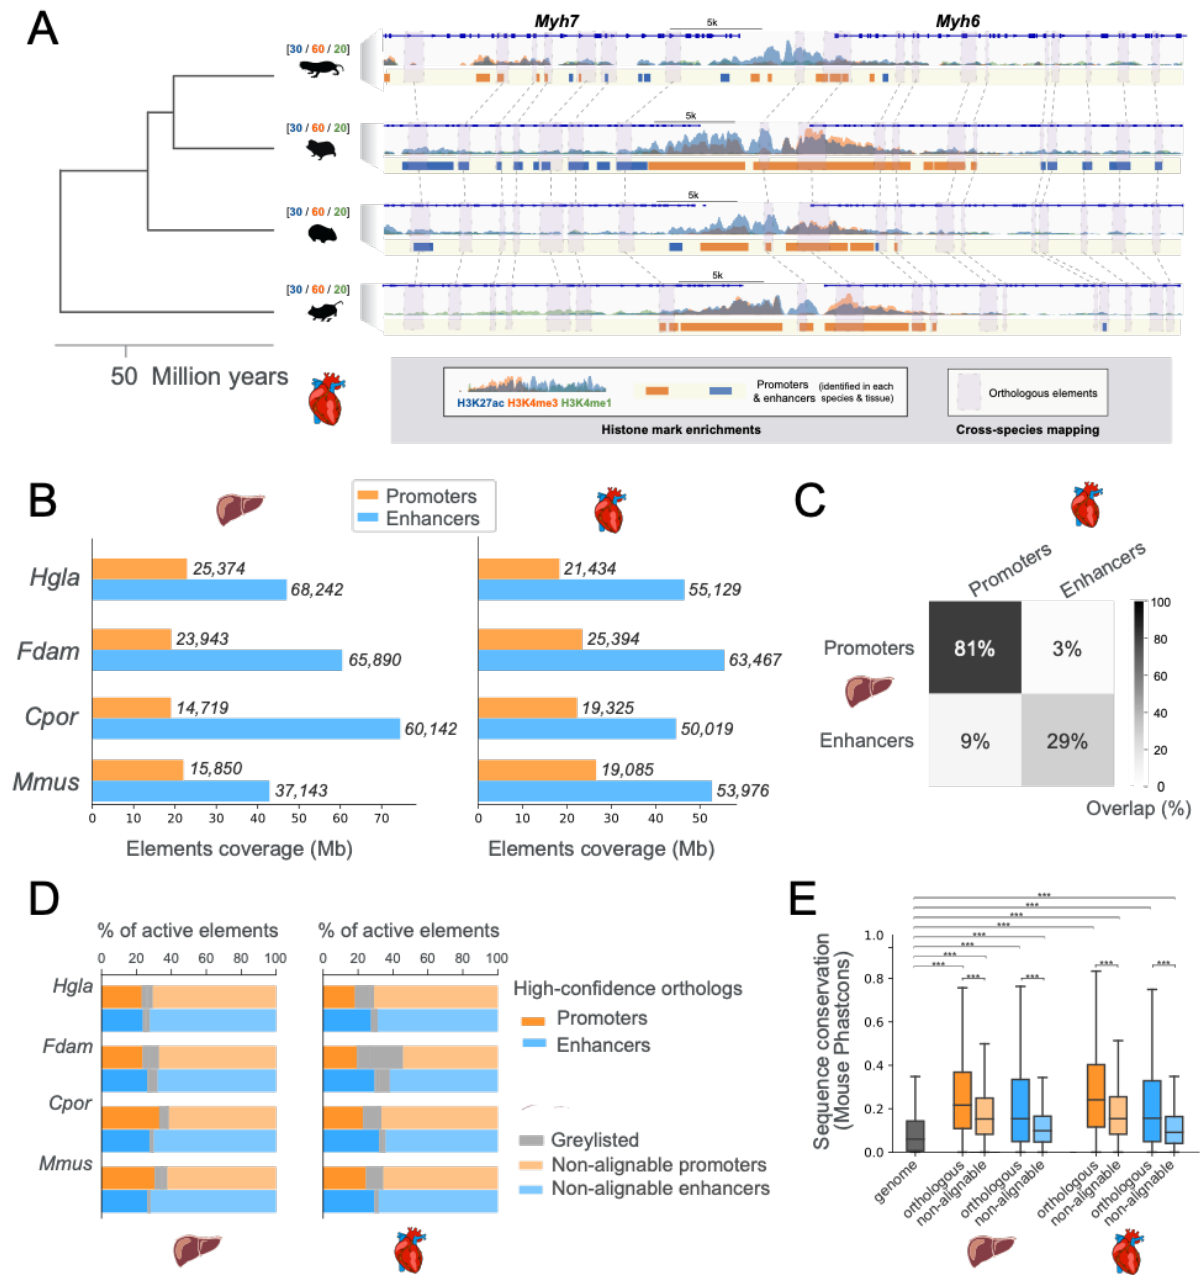 A
Myh7
5k
Myh6
[30 / 60 / 20]
[30 / 60 / 20]
5k
[30 / 60 / 20]
5k
[30 / 60 / 20]
5k
50 Million years
H3K27ac H3K4me3 H3K4me1
Promoters & enhancers
(identified in each species & tissue)
Histone mark enrichments
Orthologous elements
Cross-species mapping
B
Promoters
Enhancers
Hgla
25,374
68,242
21,434
55,129
Fdam
23,943
65,890
25,394
63,467
Cpor
14,719
60,142
19,325
50,019
Mmus
15,850
37,143
19,085
53,976
0 10 20 30 40 50 60 70
0 10 20 30 40 50
Elements coverage (Mb)
Elements coverage (Mb)
C
Promoters
Enhancers
Promoters
81%
3%
Enhancers
9%
29%
100
80
60
40
20
0
Overlap (%)
D
% of active elements
% of active elements
0 20 40 60 80 100
0 20 40 60 80 100
Hgla
Fdam
Cpor
Mmus
High-confidence orthologs
Promoters
Enhancers
Greylisted
Non-alignable promoters
Non-alignable enhancers
E
Sequence conservation
(Mouse Phastcons)
1.0
0.8
0.6
0.4
0.2
0.0
***
***
***
***
***
***
***
***
***
***
***
***
genome
orthologous
non-alignable
orthologous
non-alignable
orthologous
non-alignable
orthologous
non-alignable